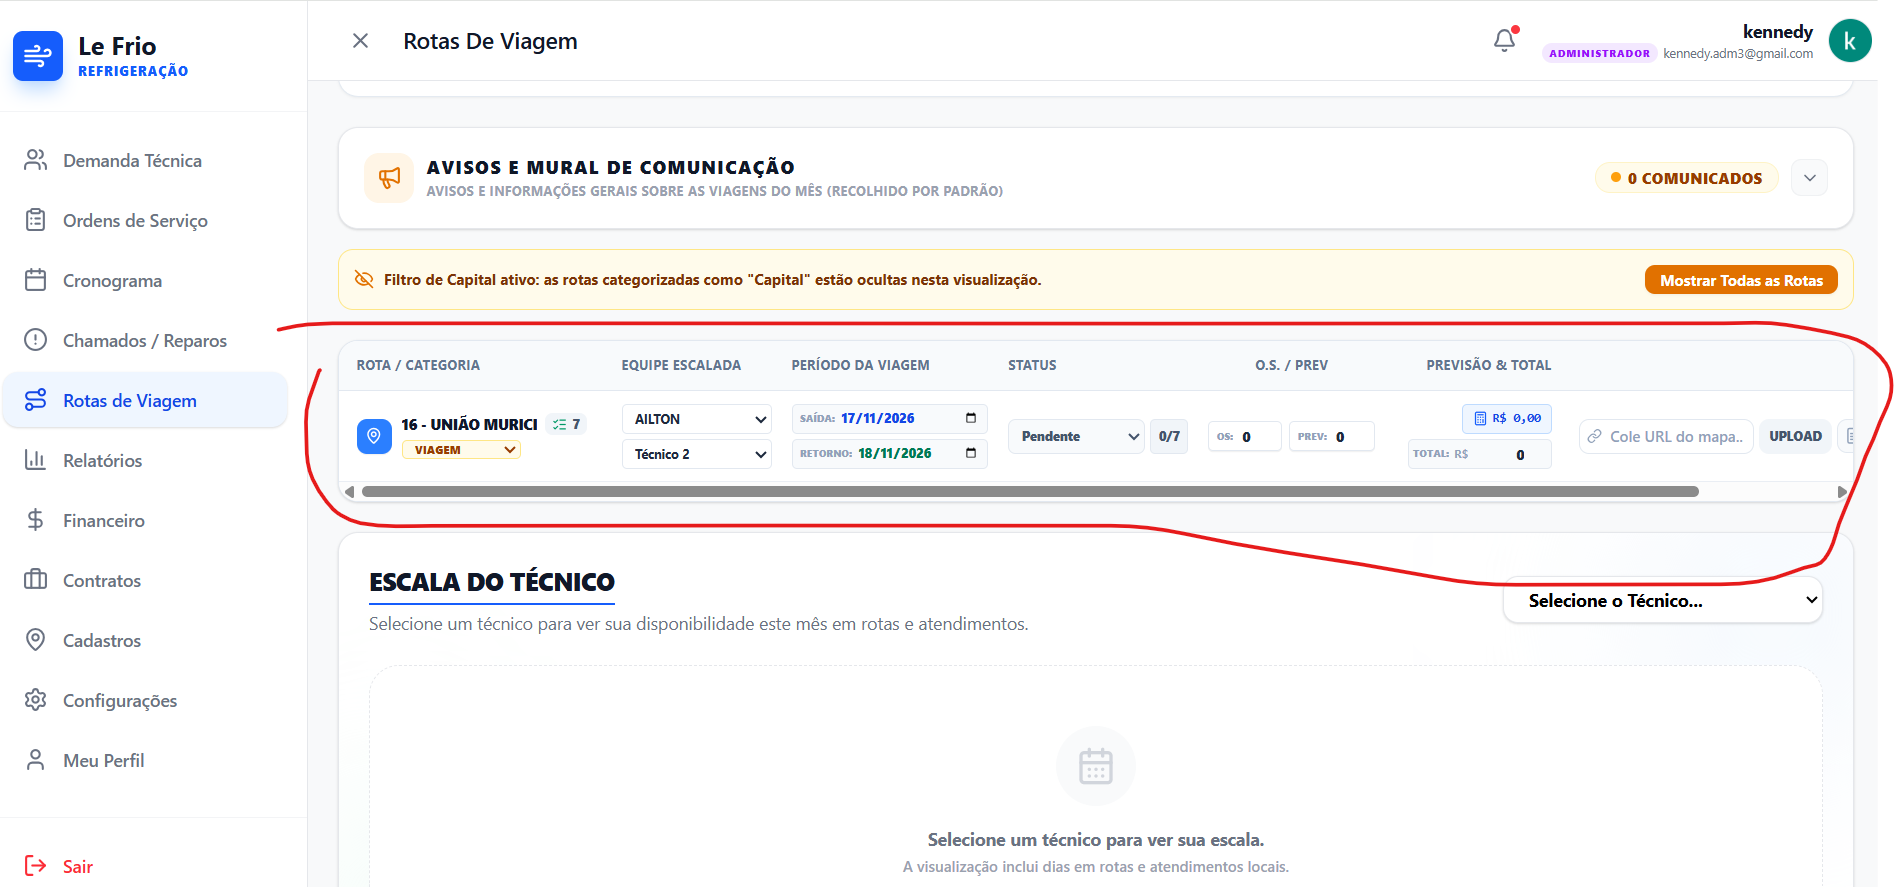 Le Frio
REFRIGERAÇÃO
Rotas De Viagem
kennedy
ADMINISTRADOR kennedy.adm3@gmail.com
k
Demanda Técnica
Ordens de Serviço
Cronograma
Chamados / Reparos
Rotas de Viagem
Relatórios
Financeiro
Contratos
Cadastros
Configurações
Meu Perfil
Sair
AVISOS E MURAL DE COMUNICAÇÃO
AVISOS E INFORMAÇÕES GERAIS SOBRE AS VIAGENS DO MÊS (RECOLHIDO POR PADRÃO)
0 COMUNICADOS
Filtro de Capital ativo: as rotas categorizadas como "Capital" estão ocultas nesta visualização.
Mostrar Todas as Rotas
ROTA / CATEGORIA EQUIPE ESCALADA PERÍODO DA VIAGEM STATUS O.S. / PREV PREVISÃO & TOTAL
16 - UNIÃO MURICI 7
VIAGEM
AILTON
Técnico 2
SAÍDA: 17/11/2026
RETORNO: 18/11/2026
Pendente 0/7
OS: 0 PREV: 0
R$ 0,00
TOTAL: R$ 0
Cole URL do mapa.. UPLOAD
ESCALA DO TÉCNICO
Selecione um técnico para ver sua disponibilidade este mês em rotas e atendimentos.
Selecione o Técnico...
Selecione um técnico para ver sua escala.
A visualização inclui dias em rotas e atendimentos locais.